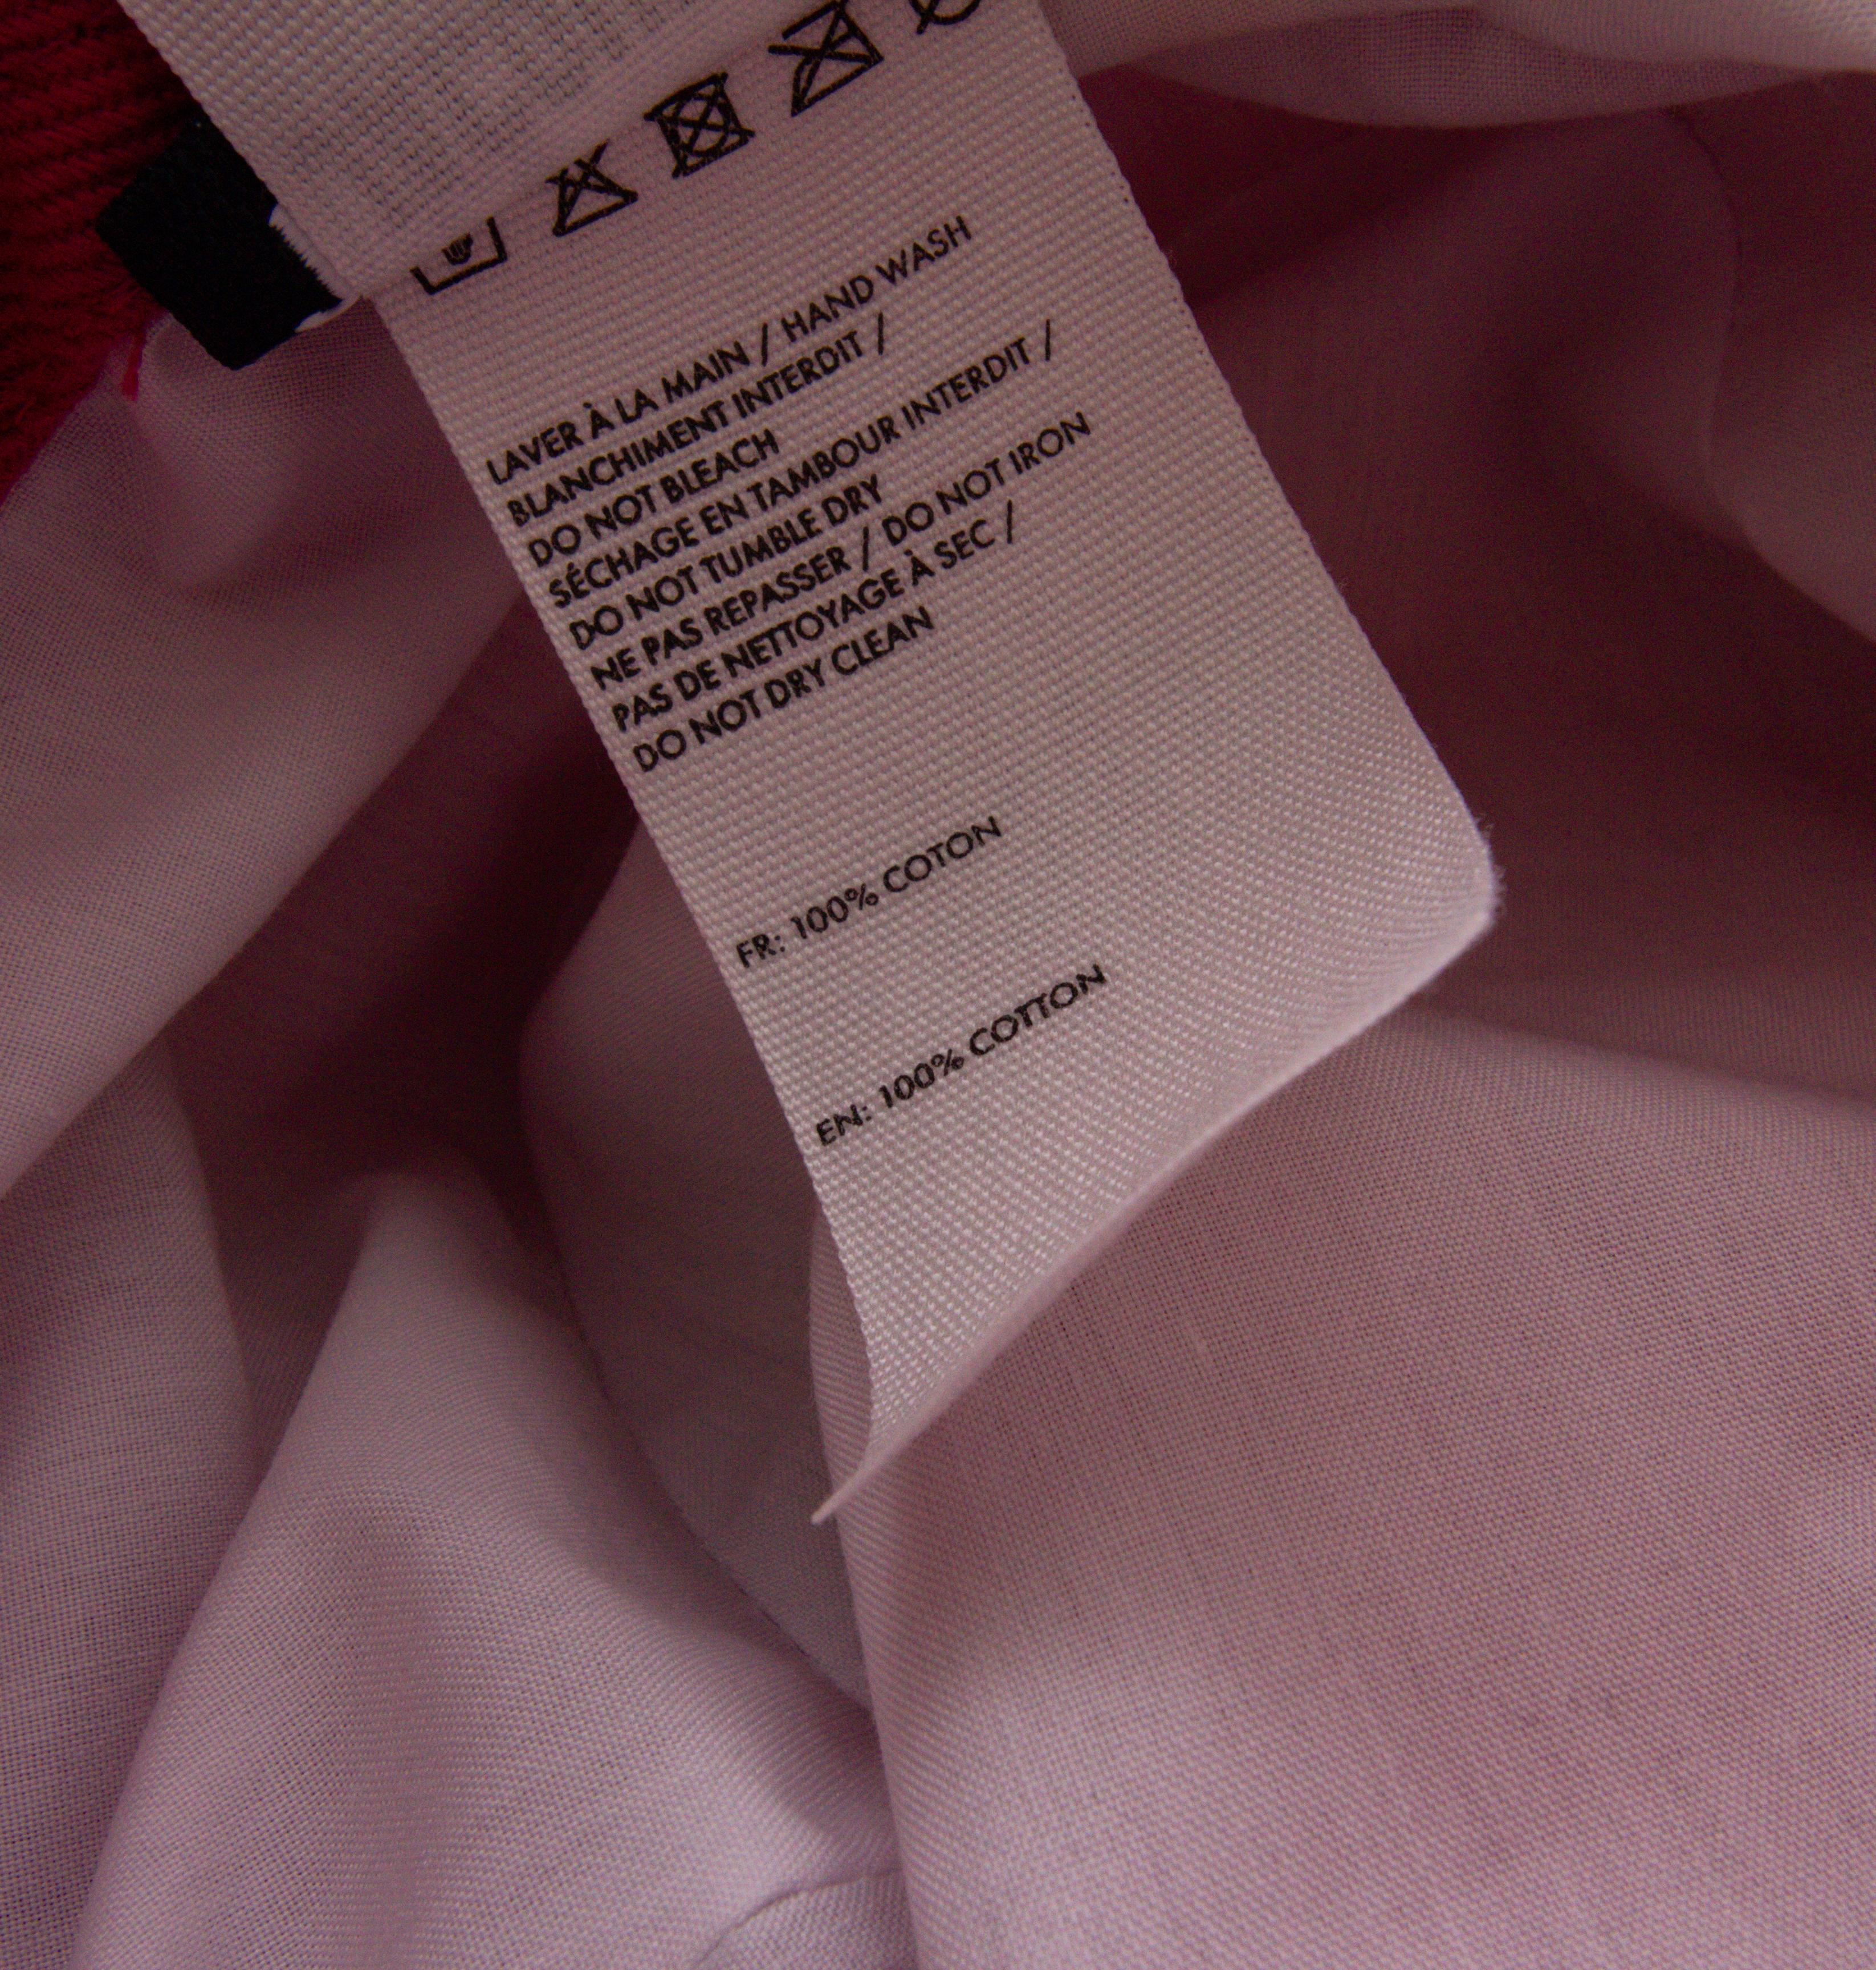 LAVER À LA MAIN / HAND WASH
BLANCHIMENT INTERDIT /
DO NOT BLEACH
SÉCHAGE EN TAMBOUR INTERDIT /
DO NOT TUMBLE DRY
NE PAS REPASSER / DO NOT IRON
PAS DE NETTOYAGE À SEC /
DO NOT DRY CLEAN
FR: 100% COTON
EN: 100% COTTON